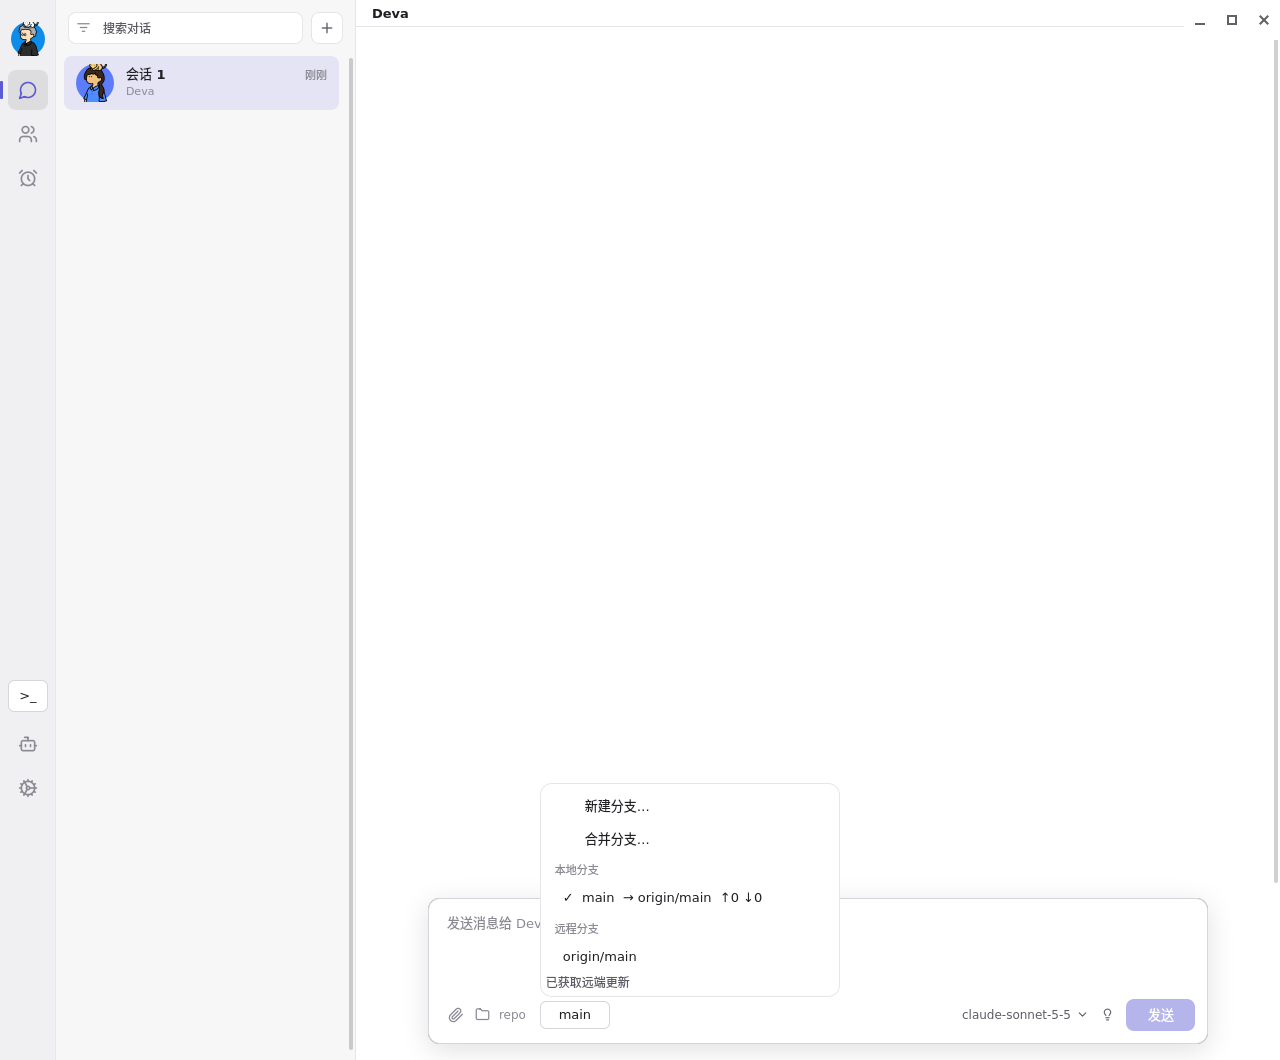 搜索对话
会话 1
刚刚
Deva
>_
Deva
新建分支...
合并分支...
本地分支
✓ main → origin/main ↑0 ↓0
远程分支
origin/main
已获取远端更新
发送消息给 Dev
repo
main
claude-sonnet-5-5
发送